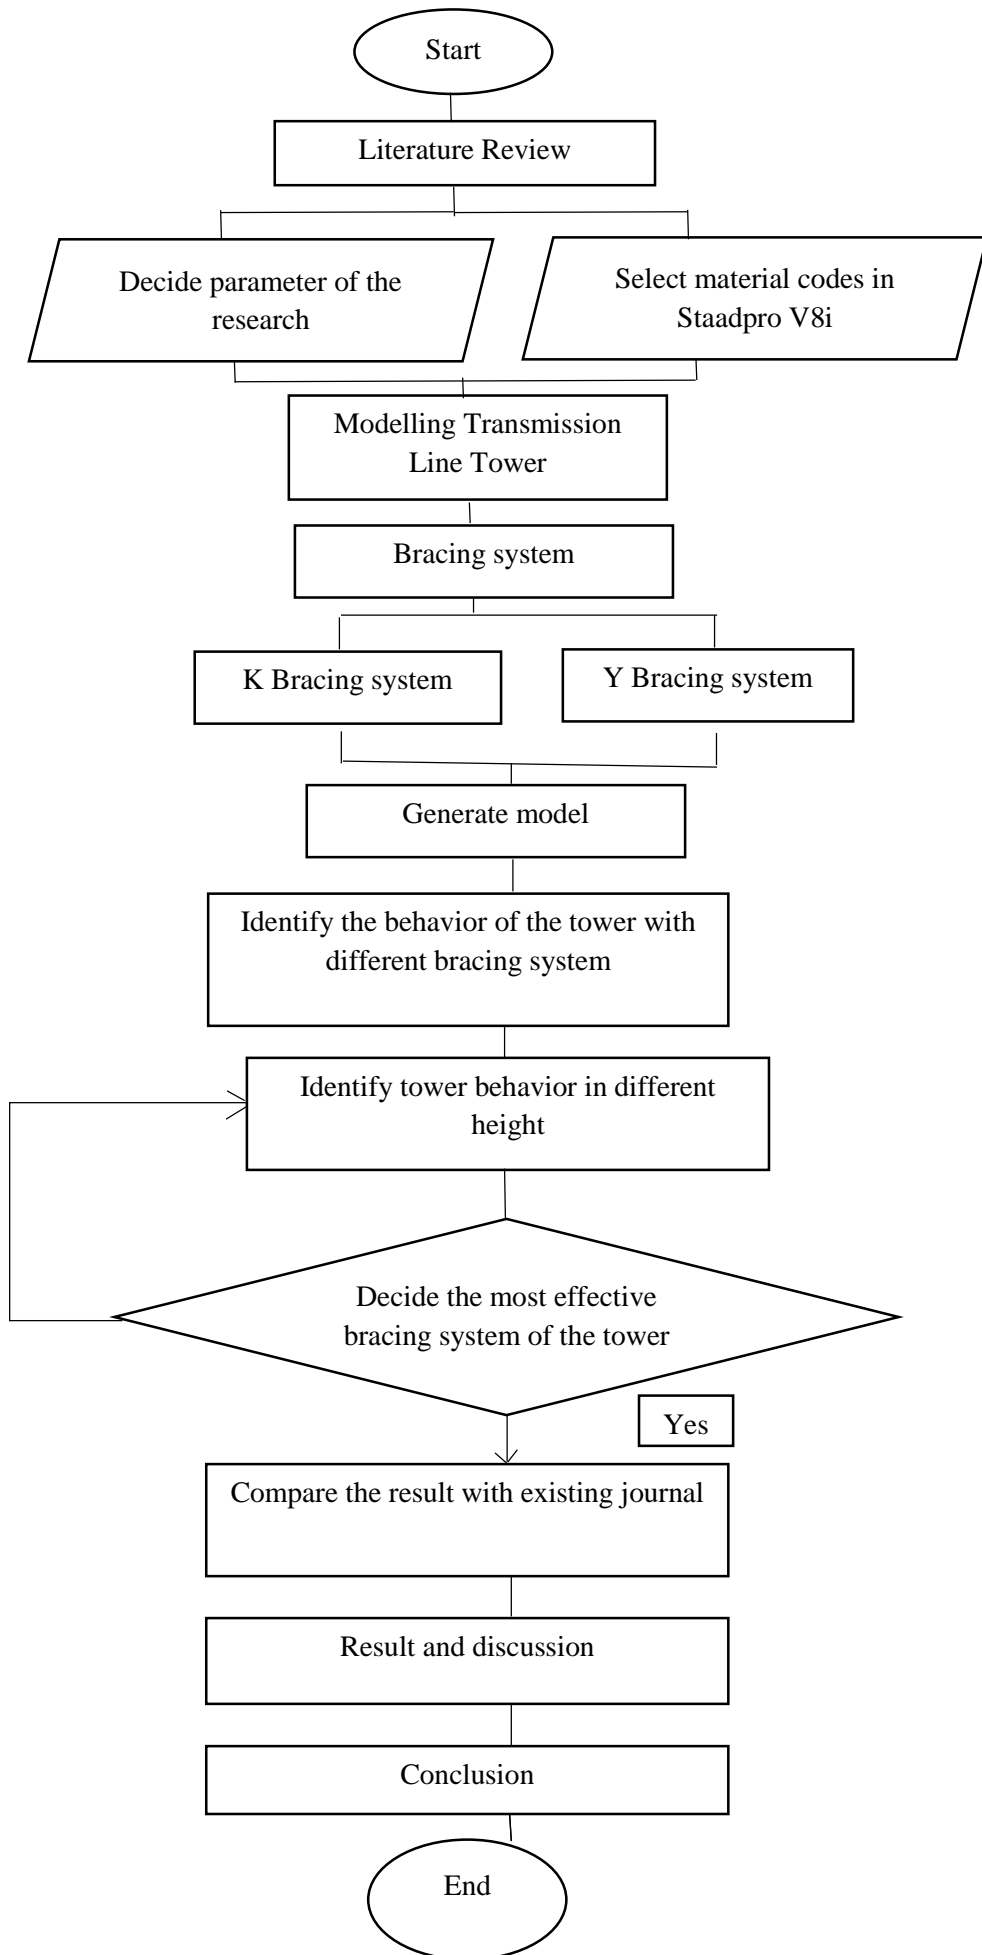 Start
Literature Review
Decide parameter of the
research
Select material codes in
Staadpro V8i
Modelling Transmission
Line Tower
Bracing system
K Bracing system
Y Bracing system
Generate model
Identify the behavior of the tower with
different bracing system
Identify tower behavior in different
height
Decide the most effective
bracing system of the tower
Yes
Compare the result with existing journal
Result and discussion
Conclusion
End